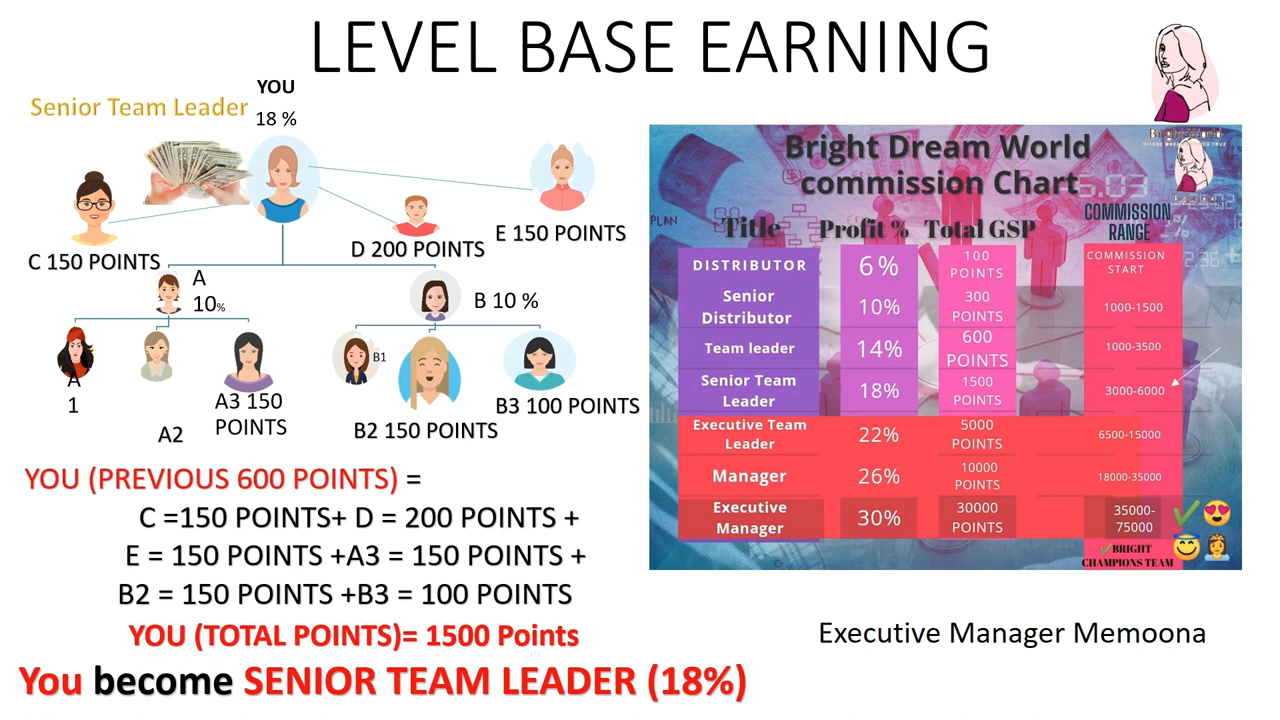 LEVEL BASE EARNING
YOU
18 %
Senior Team Leader
C 150 POINTS
D 200 POINTS
E 150 POINTS
A
10%
B 10 %
A
1
A2
A3 150
POINTS
B1
B2 150 POINTS
B3 100 POINTS
YOU (PREVIOUS 600 POINTS) =
C =150 POINTS+ D = 200 POINTS +
E = 150 POINTS +A3 = 150 POINTS +
B2 = 150 POINTS +B3 = 100 POINTS
YOU (TOTAL POINTS)= 1500 Points
You become SENIOR TEAM LEADER (18%)
Bright Dream World
commission Chart
Title Profit % Total GSP COMMISSION
RANGE
DISTRIBUTOR 6% 100
POINTS COMMISSION
START
Senior
Distributor 10% 300
POINTS 1000-1500
Team leader 14% 600
POINTS 1000-3500
Senior Team
Leader 18% 1500
POINTS 3000-6000
Executive Team
Leader 22% 5000
POINTS 6500-15000
Manager 26% 10000
POINTS 18000-35000
Executive
Manager 30% 30000
POINTS 35000-
75000
BRIGHT
CHAMPIONS TEAM
PLAN
Executive Manager Memoona